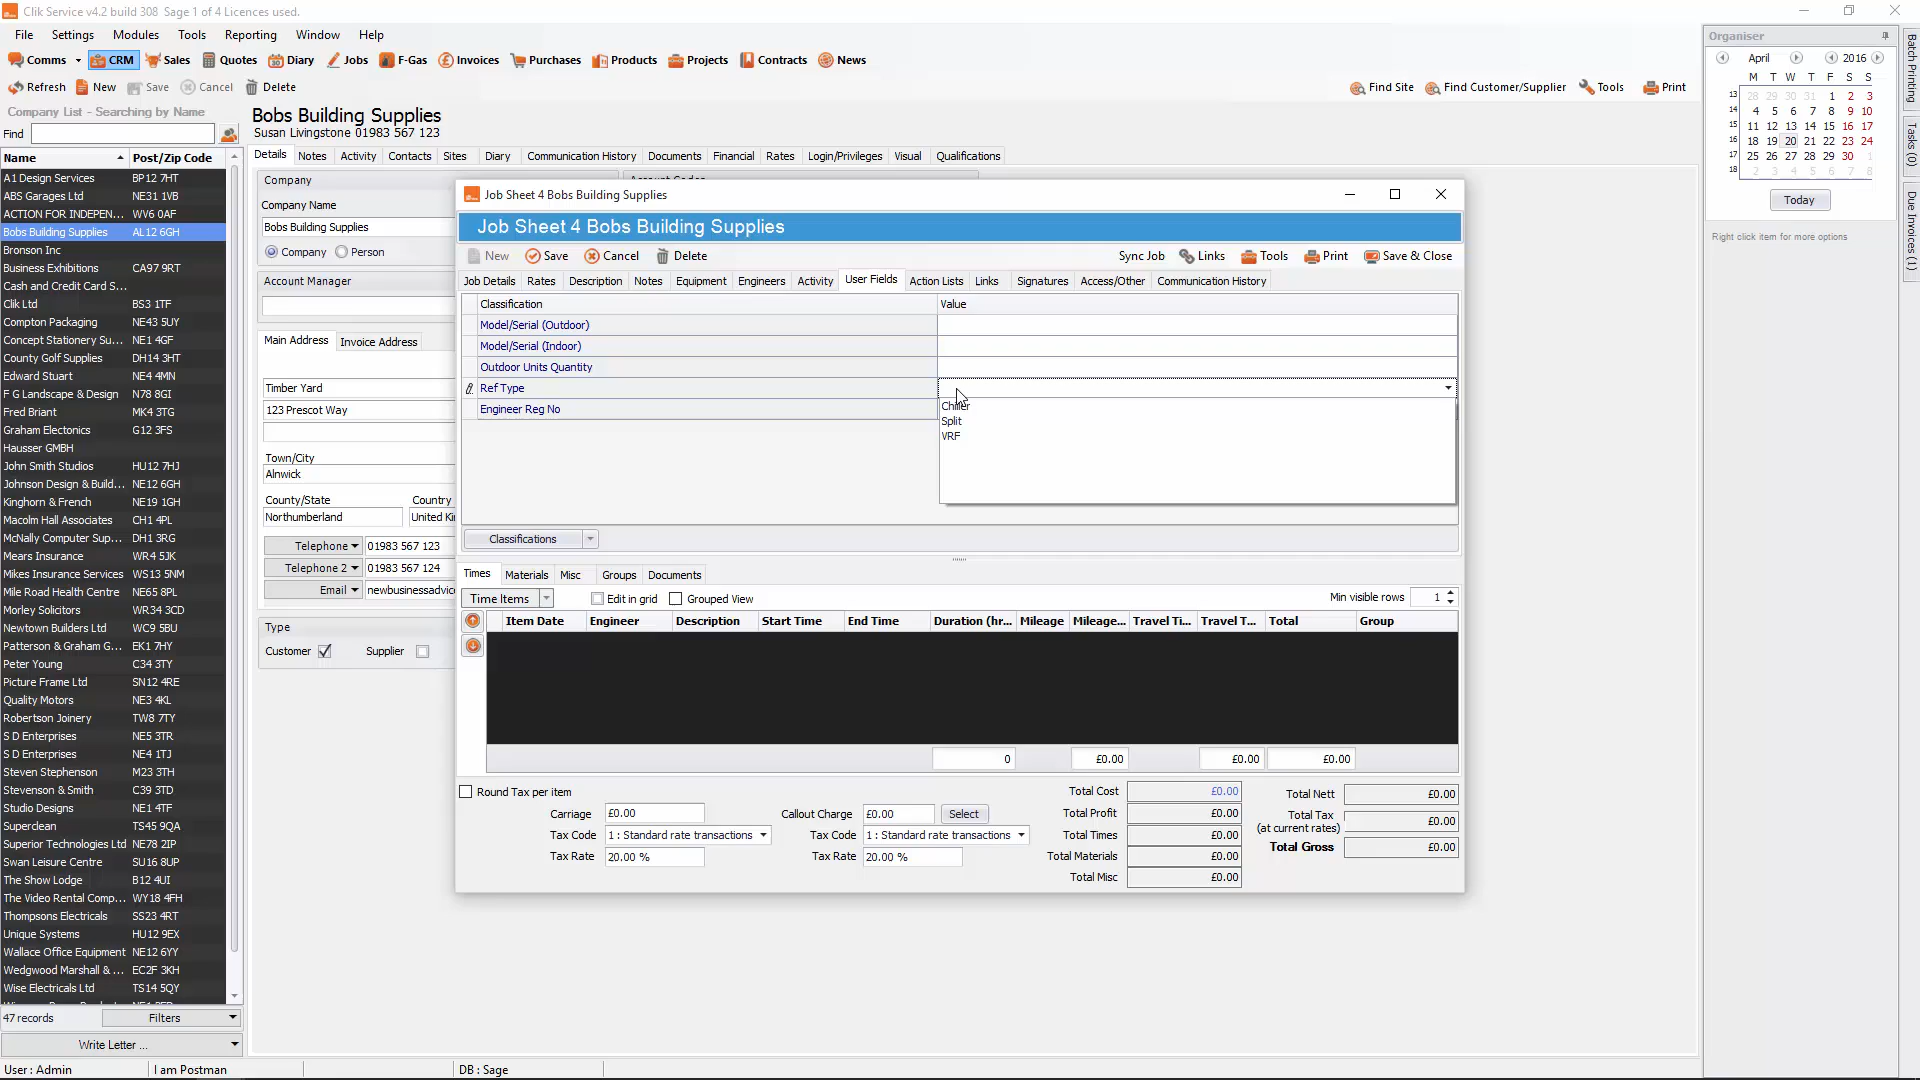 Clik Service v4.2 build 308  Sage 1 of 4 Licences used.
File Settings Modules Tools Reporting Window Help
Comms CRM Sales Quotes Diary Jobs F-Gas Invoices Purchases Products Projects Contracts News
Refresh New Save Cancel Delete Find Site Find Customer/Supplier Tools Print
Company List - Searching by Name
Find
Name Post/Zip Code
A1 Design Services BP12 7HT
ABS Garages Ltd NE31 1VB
ACTION FOR INDEPEN... WV6 0AF
Bobs Building Supplies AL12 6GH
Bronson Inc
Business Exhibitions CA97 9RT
Cash and Credit Card S...
Clik Ltd BS3 1TF
Compton Packaging NE43 5UY
Concept Stationery Su... NE1 4GF
County Golf Supplies DH14 3HT
Edward Stuart NE4 4MN
F G Landscape & Design N78 8GI
Fred Briant MK4 3TG
Graham Electonics G12 3FS
Hausser GMBH
John Smith Studios HU12 7HJ
Johnson Design & Build... NE12 6GH
Kinghorn & French NE19 1GH
Macolm Hall Associates CH1 4PL
McNally Computer Sup... DH1 3RG
Mears Insurance WR4 5JK
Mikes Insurance Services WS13 5NM
Mile Road Health Centre NE65 8PL
Morley Solicitors WR34 3CD
Newtown Builders Ltd WC9 5BU
Patterson & Graham G... EK1 7HY
Peter Young C34 3TY
Picture Frame Ltd SN12 4RE
Quality Motors NE3 4KL
Robertson Joinery TW8 7TY
S D Enterprises NE5 3TR
S D Enterprises NE4 1TJ
Steven Stephenson M23 3TH
Stevenson & Smith C39 3TD
Studio Designs NE1 4TF
Superclean TS45 9QA
Superior Technologies Ltd NE78 2IP
Swan Leisure Centre SU16 8UP
The Show Lodge B12 4UI
The Video Rental Comp... WY18 4FH
Thompsons Electricals SS23 4RT
Unique Systems HU12 9EX
Wallace Office Equipment NE12 6YY
Wedgwood Marshall & ... EC2F 3KH
Wise Electricals Ltd TS14 5QY
47 records Filters
Write Letter ...
User : Admin I am Postman DB : Sage
Bobs Building Supplies
Susan Livingstone 01983 567 123
Details Notes Activity Contacts Sites Diary Communication History Documents Financial Rates Login/Privileges Visual Qualifications
Company
Company Name
Bobs Building Supplies
Company Person
Account Manager
Main Address Invoice Address
Timber Yard
123 Prescot Way
Town/City
Alnwick
County/State Country
Northumberland United Ki
Telephone 01983 567 123
Telephone 2 01983 567 124
Email newbusinessadvic
Type
Customer Supplier
Job Sheet 4 Bobs Building Supplies
Job Sheet 4 Bobs Building Supplies
New Save Cancel Delete Sync Job Links Tools Print Save & Close
Job Details Rates Description Notes Equipment Engineers Activity User Fields Action Lists Links Signatures Access/Other Communication History
Classification Value
Model/Serial (Outdoor)
Model/Serial (Indoor)
Outdoor Units Quantity
Ref Type
Engineer Reg No
Chiller
Split
VRF
Classifications
Times Materials Misc Groups Documents
Time Items Edit in grid Grouped View Min visible rows 1
Item Date Engineer Description Start Time End Time Duration (hr... Mileage Mileage... Travel Ti... Travel T... Total Group
0 £0.00 £0.00 £0.00
Round Tax per item
Carriage £0.00
Tax Code 1 : Standard rate transactions
Tax Rate 20.00 %
Callout Charge £0.00 Select
Tax Code 1 : Standard rate transactions
Tax Rate 20.00 %
Total Cost £0.00
Total Profit £0.00
Total Times £0.00
Total Materials £0.00
Total Misc £0.00
Total Nett £0.00
Total Tax £0.00
(at current rates)
Total Gross £0.00
Organiser
April 2016
M T W T F S S
13 28 29 30 31 1 2 3
14 4 5 6 7 8 9 10
15 11 12 13 14 15 16 17
16 18 19 20 21 22 23 24
17 25 26 27 28 29 30 1
18 2 3 4 5 6 7 8
Today
Right click item for more options
Batch Printing
Tasks (0)
Due Invoices (1)